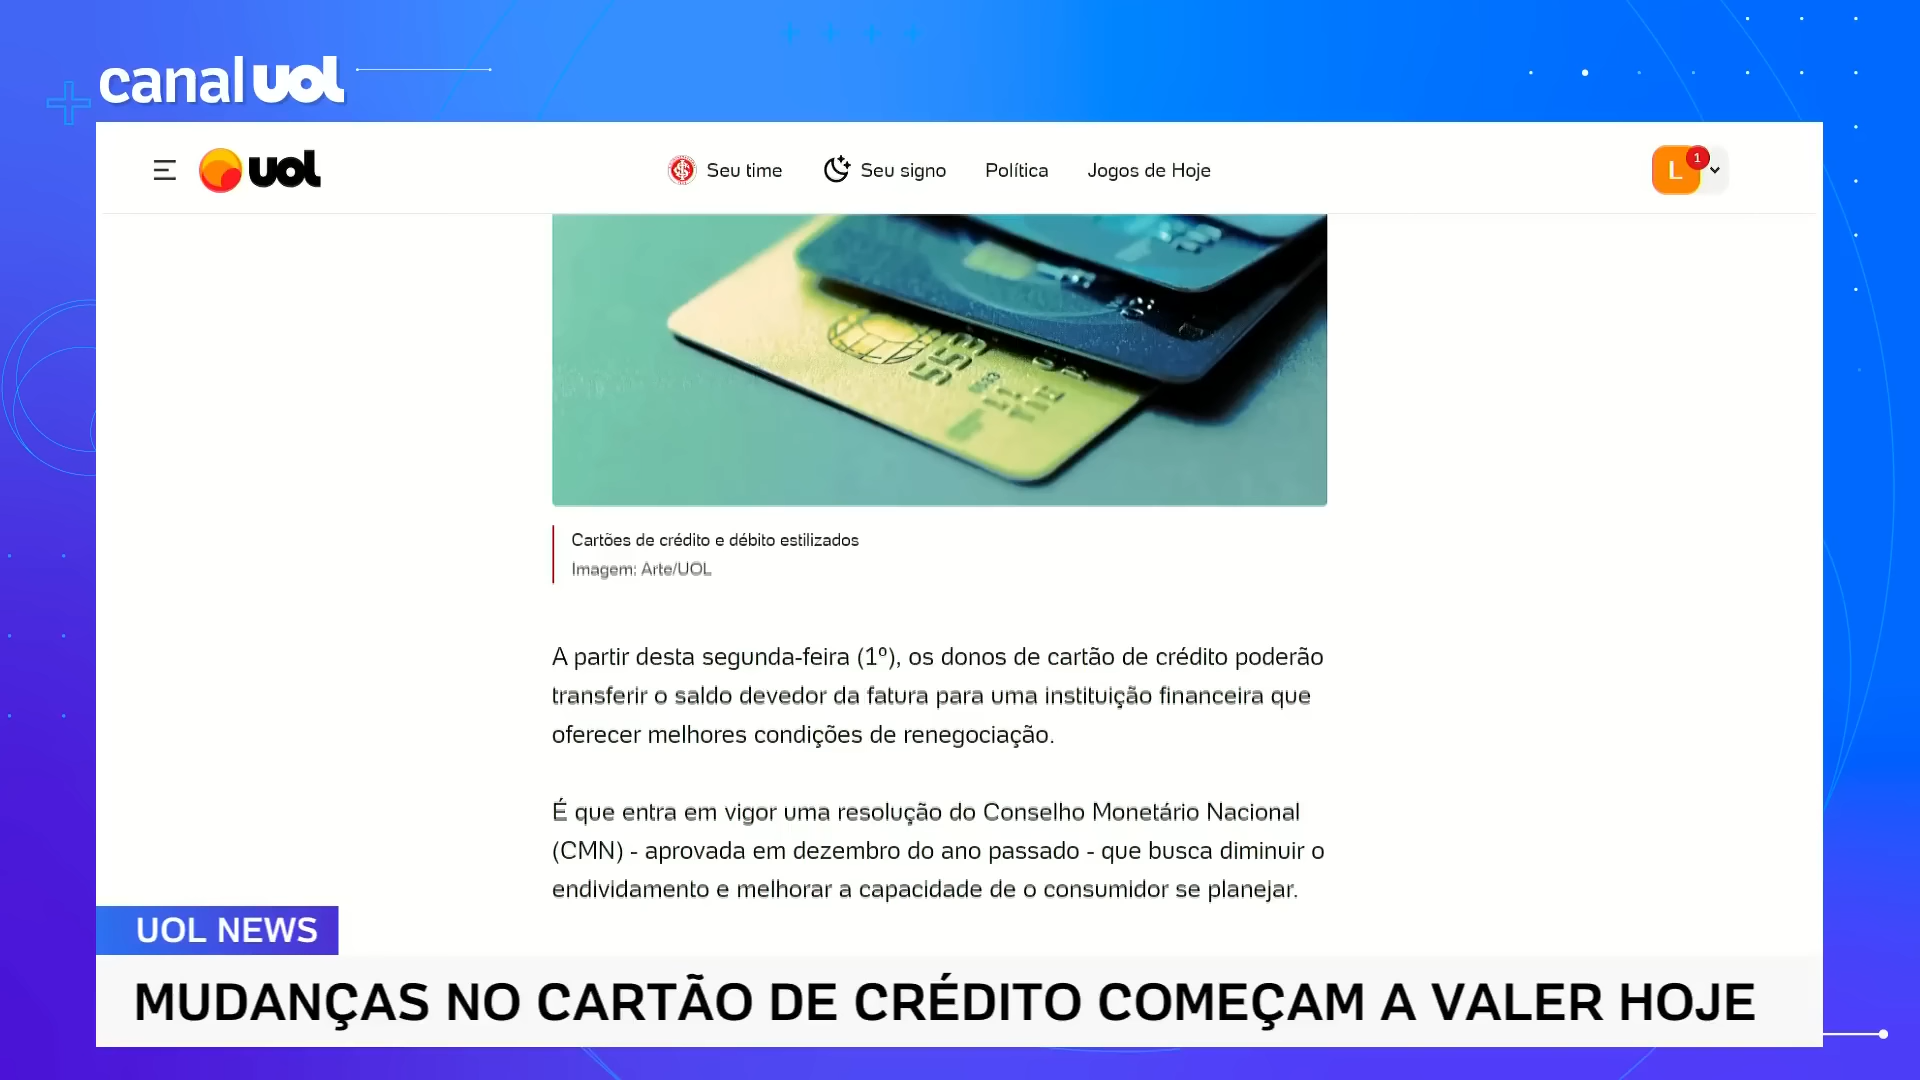 canal uol
uol
Seu time
Seu signo
Política
Jogos de Hoje
L
1
553
Cartões de crédito e débito estilizados
Imagem: Arte/UOL
A partir desta segunda-feira (1º), os donos de cartão de crédito poderão
transferir o saldo devedor da fatura para uma instituição financeira que
oferecer melhores condições de renegociação.
É que entra em vigor uma resolução do Conselho Monetário Nacional
(CMN) - aprovada em dezembro do ano passado - que busca diminuir o
endividamento e melhorar a capacidade de o consumidor se planejar.
UOL NEWS
MUDANÇAS NO CARTÃO DE CRÉDITO COMEÇAM A VALER HOJE